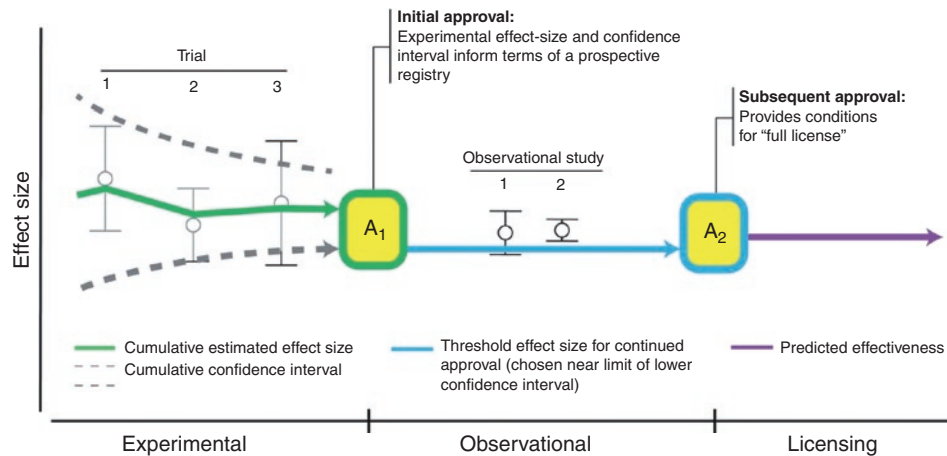 Initial approval:
Experimental effect-size and confidence
interval inform terms of a prospective
registry
Trial
1 2 3
Subsequent approval:
Provides conditions
for “full license”
Observational study
1 2
Effect size
A1
A2
Cumulative estimated effect size
Cumulative confidence interval
Threshold effect size for continued
approval (chosen near limit of lower
confidence interval)
Predicted effectiveness
Experimental
Observational
Licensing